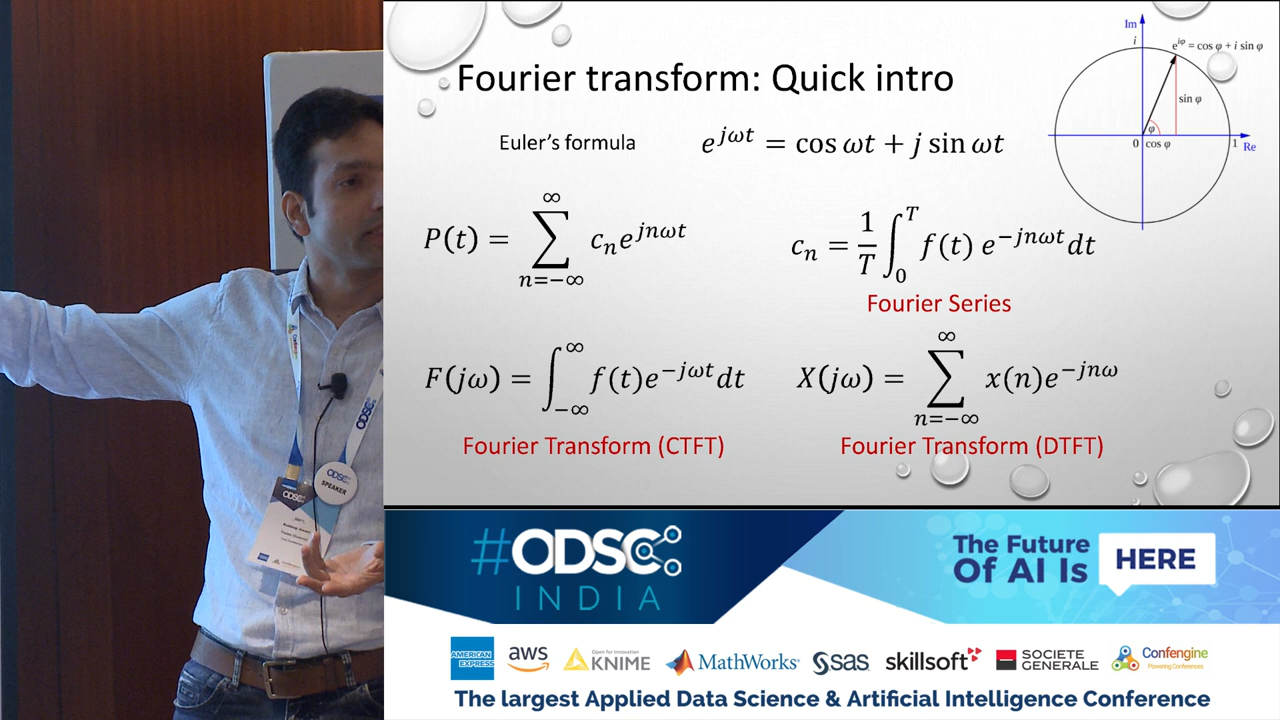 Fourier transform: Quick intro
Im
i
e^{iφ} = cos φ + i sin φ
sin φ
φ
0
cos φ
1
Re
Euler's formula
e^{jωt} = cos ωt + j sin ωt
P(t) = ∑_{n=−∞}^{∞} c_n e^{jnωt}
c_n = \frac{1}{T} ∫_0^T f(t) e^{−jnωt} dt
Fourier Series
F(jω) = ∫_{−∞}^{∞} f(t)e^{−jωt} dt
X(jω) = ∑_{n=−∞}^{∞} x(n)e^{−jnω}
Fourier Transform (CTFT)
Fourier Transform (DTFT)
ODSC
ODSC
SPEAKER
ODSC
#ODSC
INDIA
The Future
Of AI Is
HERE
AMERICAN
EXPRESS
aws
Open for Innovation
KNIME
MathWorks®
sas
skillsoft
SOCIETE
GENERALE
Confengine
Powering Conferences
The largest Applied Data Science & Artificial Intelligence Conference